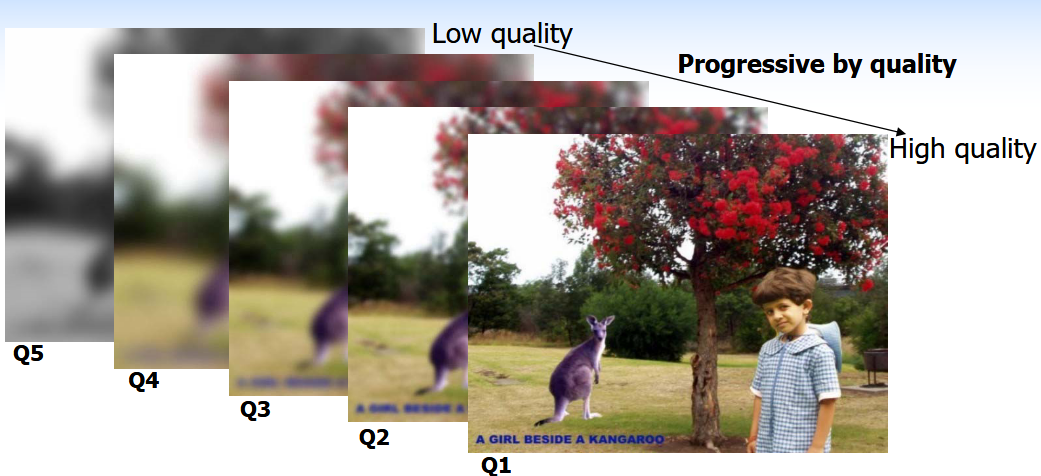 Low quality
Progressive by quality
High quality
Q5
Q4
Q3
Q2
Q1
A GIRL BESIDE A
A GIRL BESIDE A KANGAROO